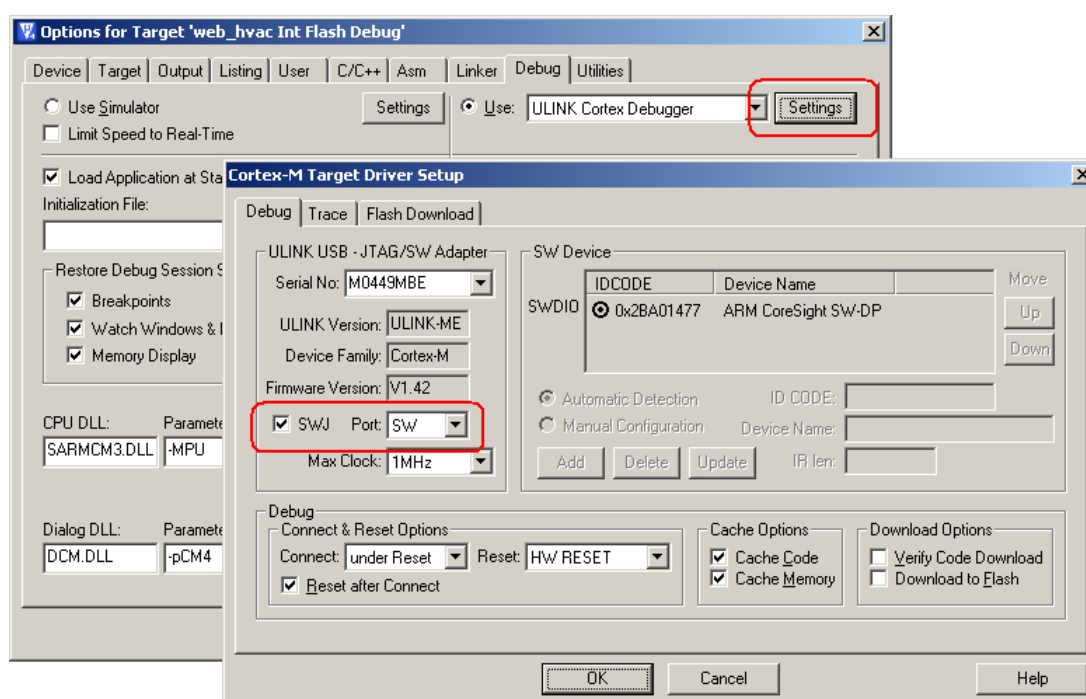 Options for Target 'web_hvac Int Flash Debug'
Device Target Output Listing User C/C++ Asm Linker Debug Utilities
Use Simulator Settings Use: ULINK Cortex Debugger Settings
Limit Speed to Real-Time
Load Application at Sta
Initialization File:
Restore Debug Session S
Breakpoints
Watch Windows &
Memory Display
CPU DLL: Paramete
SARMCM3.DLL -MPU
Dialog DLL: Paramete
DCM.DLL -pCM4
Cortex-M Target Driver Setup
Debug Trace Flash Download
ULINK USB - JTAG/SW Adapter
Serial No: M0449MBE
ULINK Version: ULINK-ME
Device Family: Cortex-M
Firmware Version: V1.42
SWJ Port: SW
Max Clock: 1MHz
SW Device
IDCODE Device Name Move
SWDIO 0x2BA01477 ARM CoreSight SW-DP Up
Down
Automatic Detection ID CODE:
Manual Configuration Device Name:
Add Delete Update IR len:
Debug
Connect & Reset Options
Connect: under Reset Reset: HW RESET
Reset after Connect
Cache Options
Cache Code
Cache Memory
Download Options
Verify Code Download
Download to Flash
OK Cancel Help